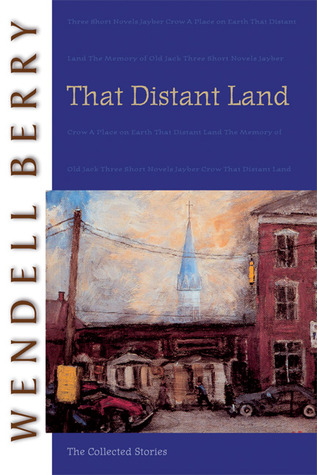 WENDELL BERRY
Three Short Novels Jayber Crow A Place on Earth That Distant
Land The Memory of Old Jack Three Short Novels Jayber
That Distant Land
Crow A Place on Earth That Distant Land The Memory of
Old Jack Three Short Novels Jayber Crow That Distant Land
The Collected Stories